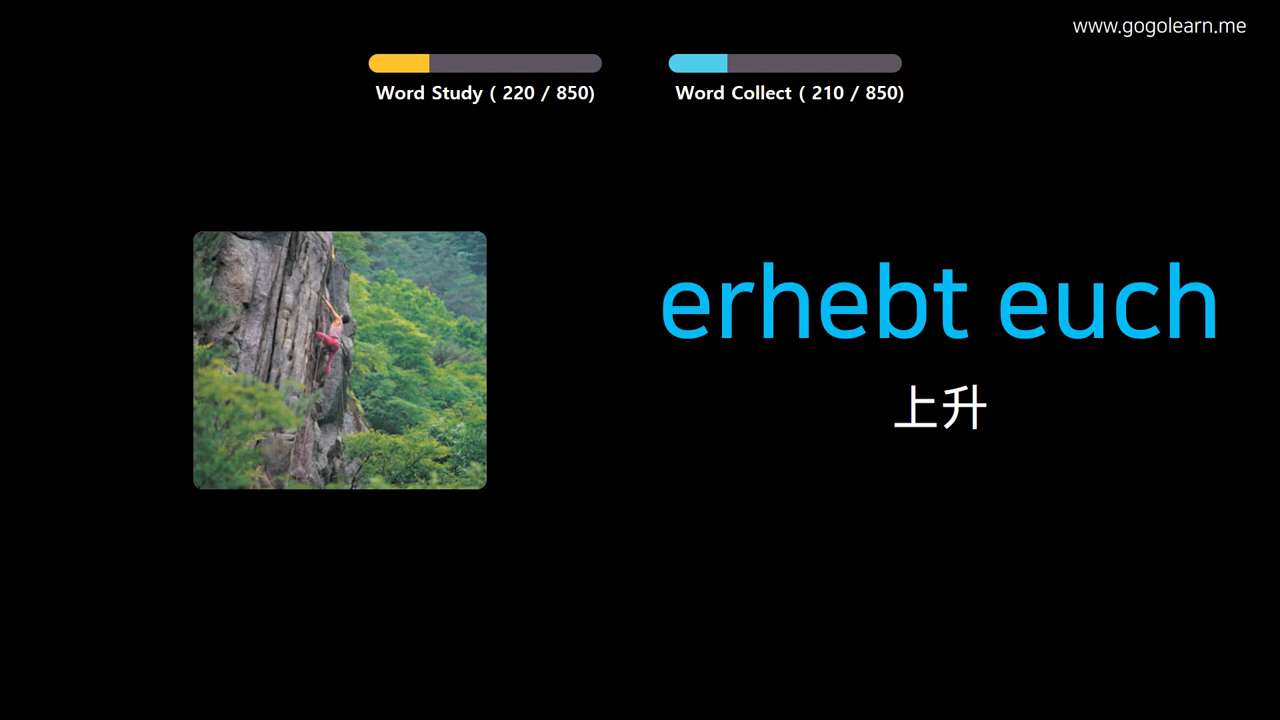 www.gogolearn.me
Word Study ( 220 / 850)
Word Collect ( 210 / 850)
erhebt euch
上升